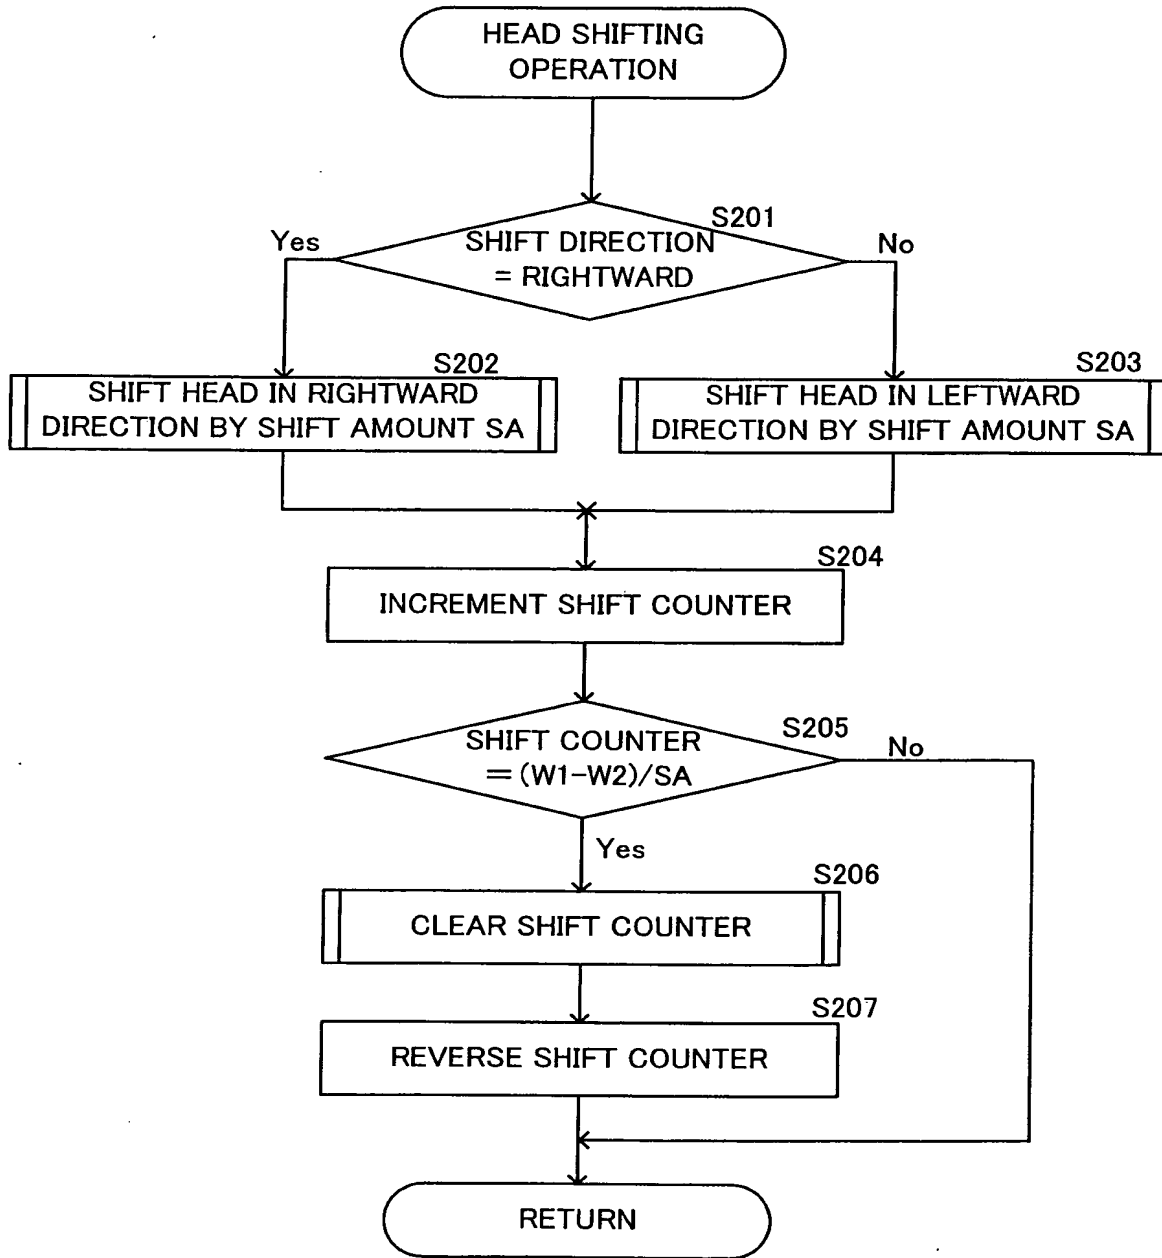 HEAD SHIFTING
OPERATION
S201
Yes
SHIFT DIRECTION
= RIGHTWARD
No
S202
SHIFT HEAD IN RIGHTWARD
DIRECTION BY SHIFT AMOUNT SA
S203
SHIFT HEAD IN LEFTWARD
DIRECTION BY SHIFT AMOUNT SA
S204
INCREMENT SHIFT COUNTER
S205
SHIFT COUNTER
= (W1-W2)/SA
No
Yes
S206
CLEAR SHIFT COUNTER
S207
REVERSE SHIFT COUNTER
RETURN